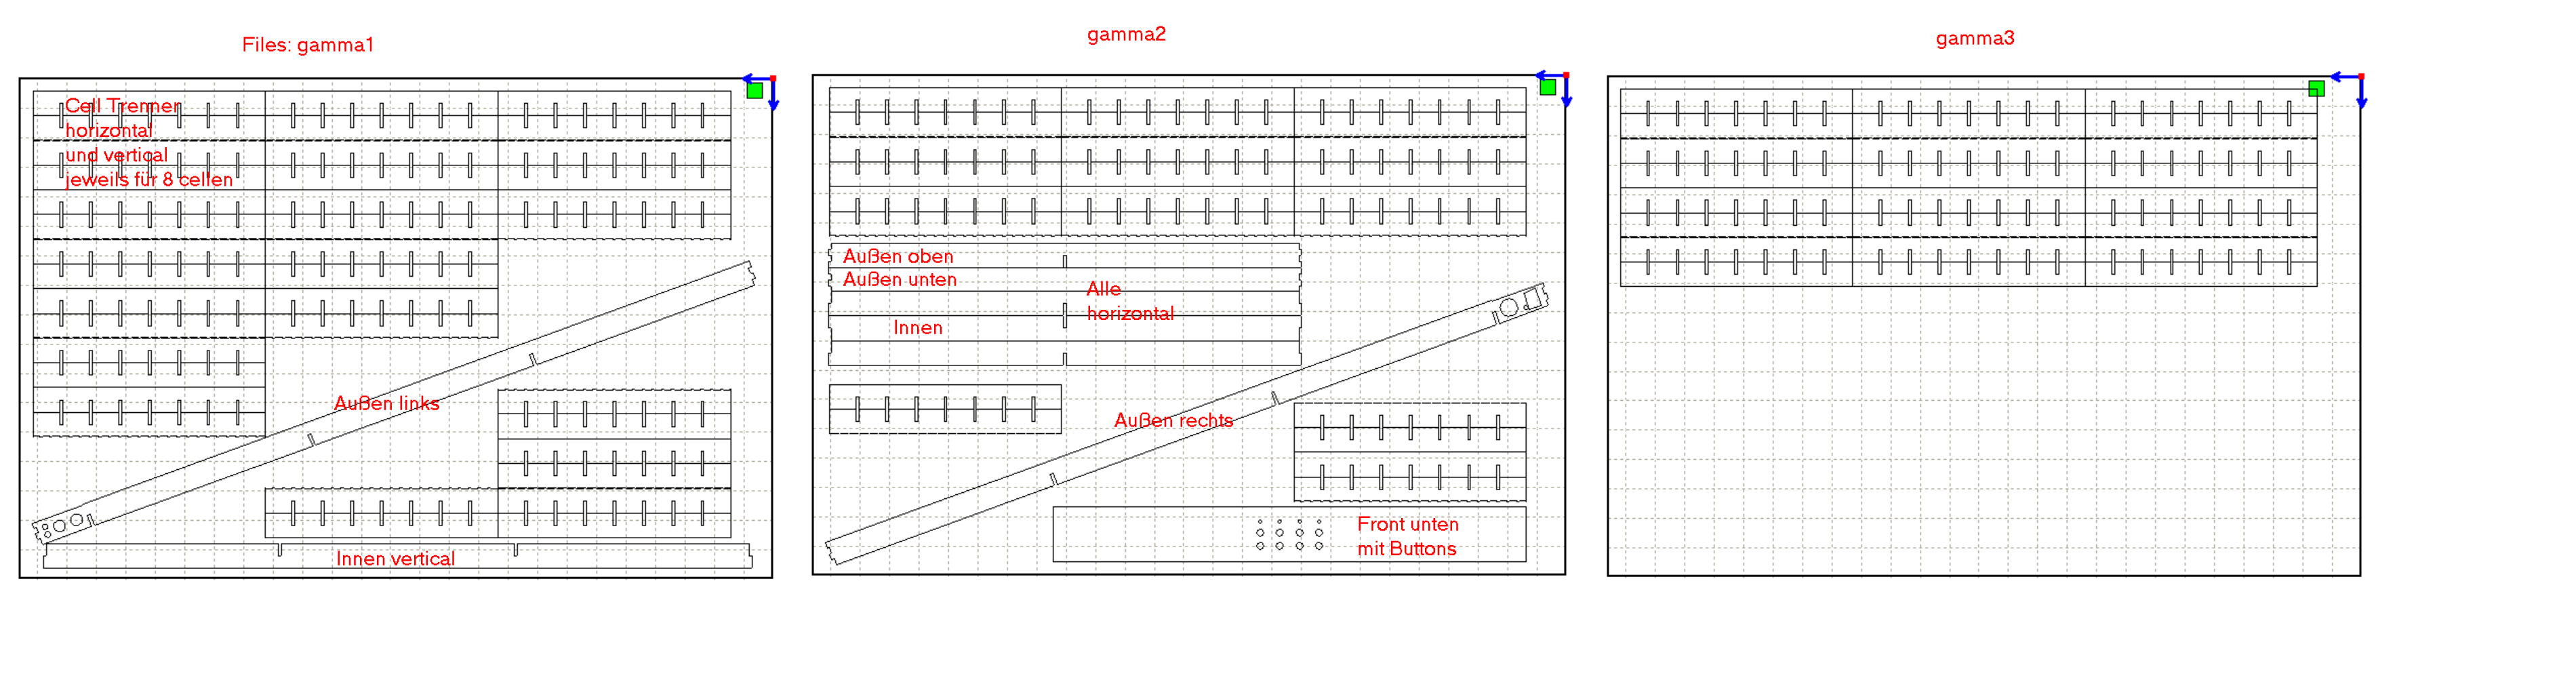 Files: gamma1
Cell Trenner
horizontal
und vertical
jeweils für 8 cellen
Außen links
Innen vertical
gamma2
Außen oben
Außen unten
Innen
Alle
horizontal
Außen rechts
Front unten
mit Buttons
gamma3